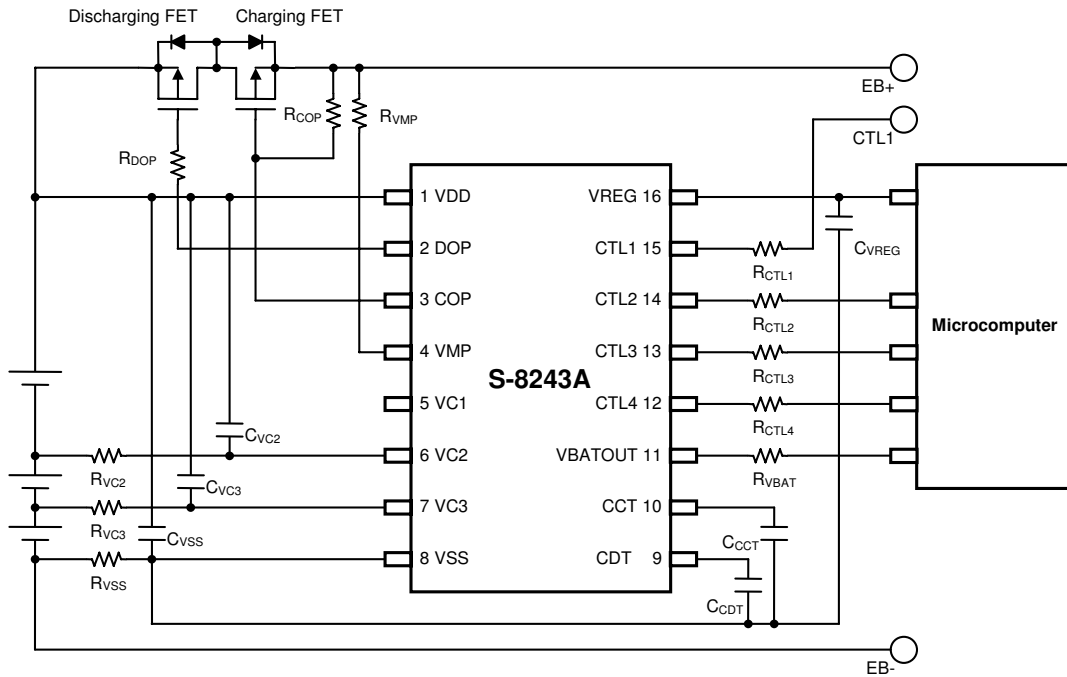 Discharging FET
Charging FET
EB+
RCOP
RVMP
CTL1
RDOP
1 VDD
VREG 16
2 DOP
CTL1 15
CVREG
RCTL1
3 COP
CTL2 14
Microcomputer
RCTL2
4 VMP
CTL3 13
S-8243A
RCTL3
5 VC1
CTL4 12
CVC2
RCTL4
6 VC2
VBATOUT 11
RVC2
CVC3
RVBAT
7 VC3
CCT 10
RVC3
CVSS
CCCT
8 VSS
CDT 9
RVSS
CCDT
EB-